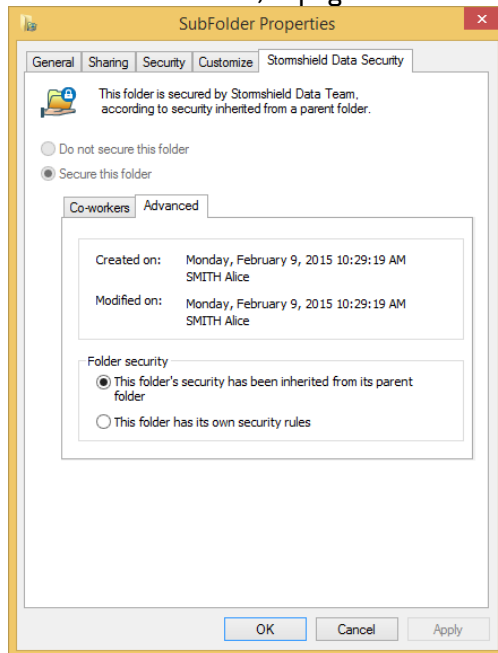 SubFolder Properties
General Sharing Security Customize Stormshield Data Security
This folder is secured by Stormshield Data Team,
according to security inherited from a parent folder.
Do not secure this folder
Secure this folder
Co-workers Advanced
Created on: Monday, February 9, 2015 10:29:19 AM
SMITH Alice
Modified on: Monday, February 9, 2015 10:29:19 AM
SMITH Alice
Folder security
This folder's security has been inherited from its parent
folder
This folder has its own security rules
OK Cancel Apply